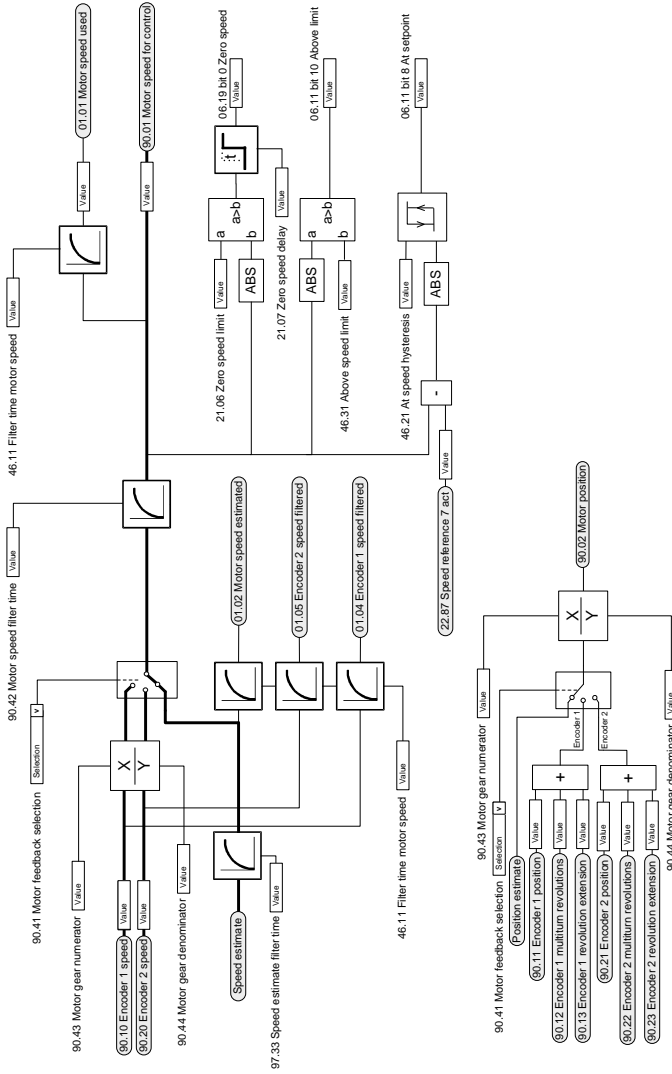 46.11 Filter time motor speed
Value
90.42 Motor speed filter time
Value
Value
01.01 Motor speed used
Value
90.01 Motor speed for control
90.41 Motor feedback selection
Selection
v
90.43 Motor gear numerator
Value
90.10 Encoder 1 speed
Value
90.20 Encoder 2 speed
Value
X
Y
90.44 Motor gear denominator
Value
Speed estimate
97.33 Speed estimate filter time
Value
01.02 Motor speed estimated
01.05 Encoder 2 speed filtered
01.04 Encoder 1 speed filtered
46.11 Filter time motor speed
Value
21.06 Zero speed limit
Value
ABS
a
a>b
b
t
06.19 bit 0 Zero speed
Value
21.07 Zero speed delay
Value
ABS
46.31 Above speed limit
Value
a
a>b
b
06.11 bit 10 Above limit
Value
46.21 At speed hysteresis
Value
-
ABS
06.11 bit 8 At setpoint
Value
22.87 Speed reference 7 act
Value
90.41 Motor feedback selection
Selection
v
90.43 Motor gear numerator
Value
Position estimate
90.11 Encoder 1 position
Value
90.12 Encoder 1 multiturn revolutions
Value
90.13 Encoder 1 revolution extension
Value
+
Encoder 1
90.21 Encoder 2 position
Value
90.22 Encoder 2 multiturn revolutions
Value
90.23 Encoder 2 revolution extension
Value
+
Encoder 2
X
Y
90.02 Motor position
90.44 Motor gear denominator
Value